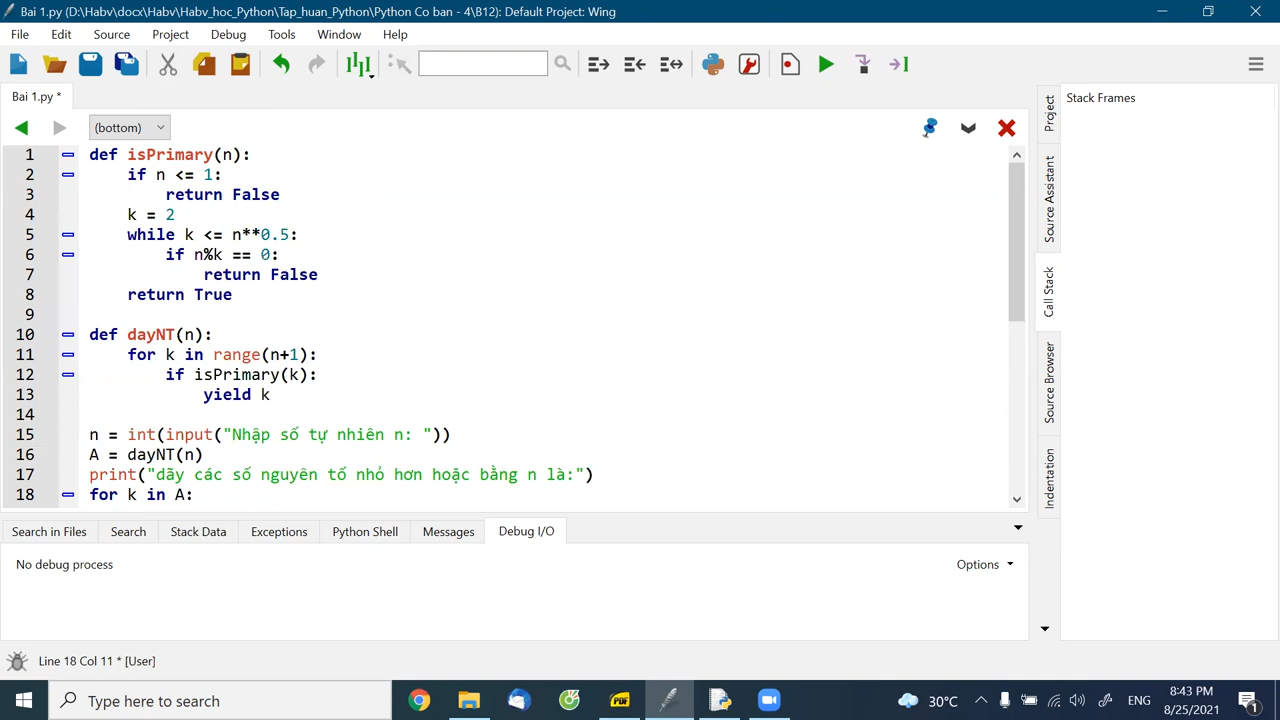 Bai 1.py (D:\Habv\docx\Habv\Habv_hoc_Python\Tap_huan_Python\Python Co ban - 4\B12): Default Project: Wing
File Edit Source Project Debug Tools Window Help
Bai 1.py *
(bottom)
1 def isPrimary(n):
2 if n <= 1:
3 return False
4 k = 2
5 while k <= n**0.5:
6 if n%k == 0:
7 return False
8 return True
9
10 def dayNT(n):
11 for k in range(n+1):
12 if isPrimary(k):
13 yield k
14
15 n = int(input("Nhập số tự nhiên n: "))
16 A = dayNT(n)
17 print("dãy các số nguyên tố nhỏ hơn hoặc bằng n là:")
18 for k in A:
Project
Source Assistant
Call Stack
Source Browser
Indentation
Stack Frames
Search in Files Search Stack Data Exceptions Python Shell Messages Debug I/O
No debug process
Options
Line 18 Col 11 * [User]
Type here to search
PDF
30°C
ENG
8:43 PM
8/25/2021
1